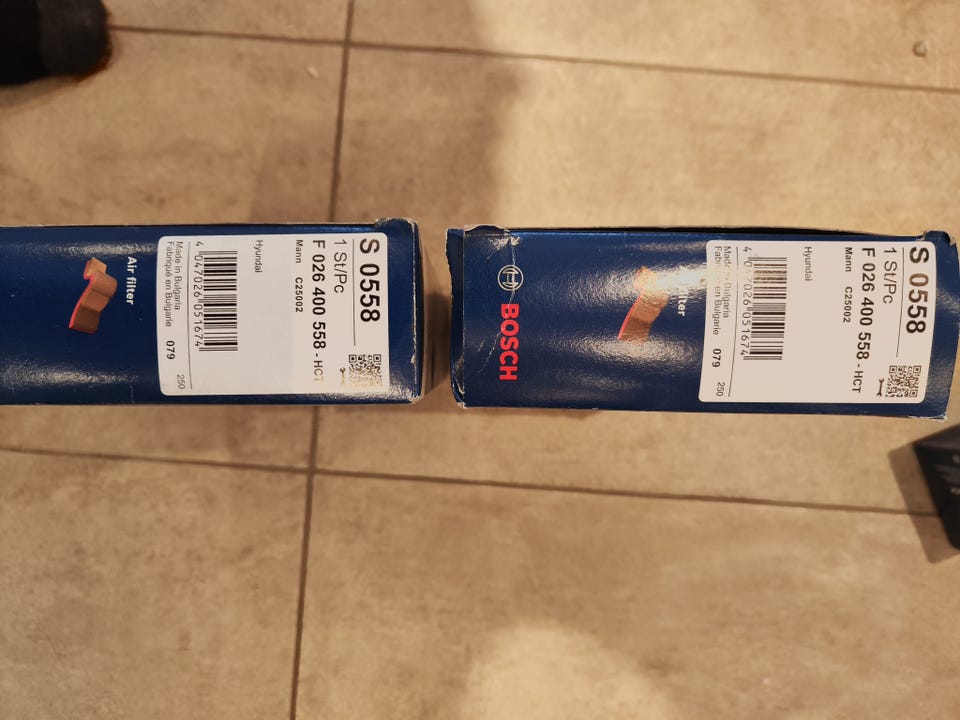 S 0558
1 St/Pc
F 026 400 558 - HCT
Mann C25002
Hyundai
4 047026 051674
Made in Bulgaria
Fabriqué en Bulgarie 079
250
Air filter
S 0558
1 St/Pc
F 026 400 558 - HCT
Mann C25002
Hyundai
4 047026 051674
Made in Bulgaria
Fabriqué en Bulgarie 079
250
BOSCH